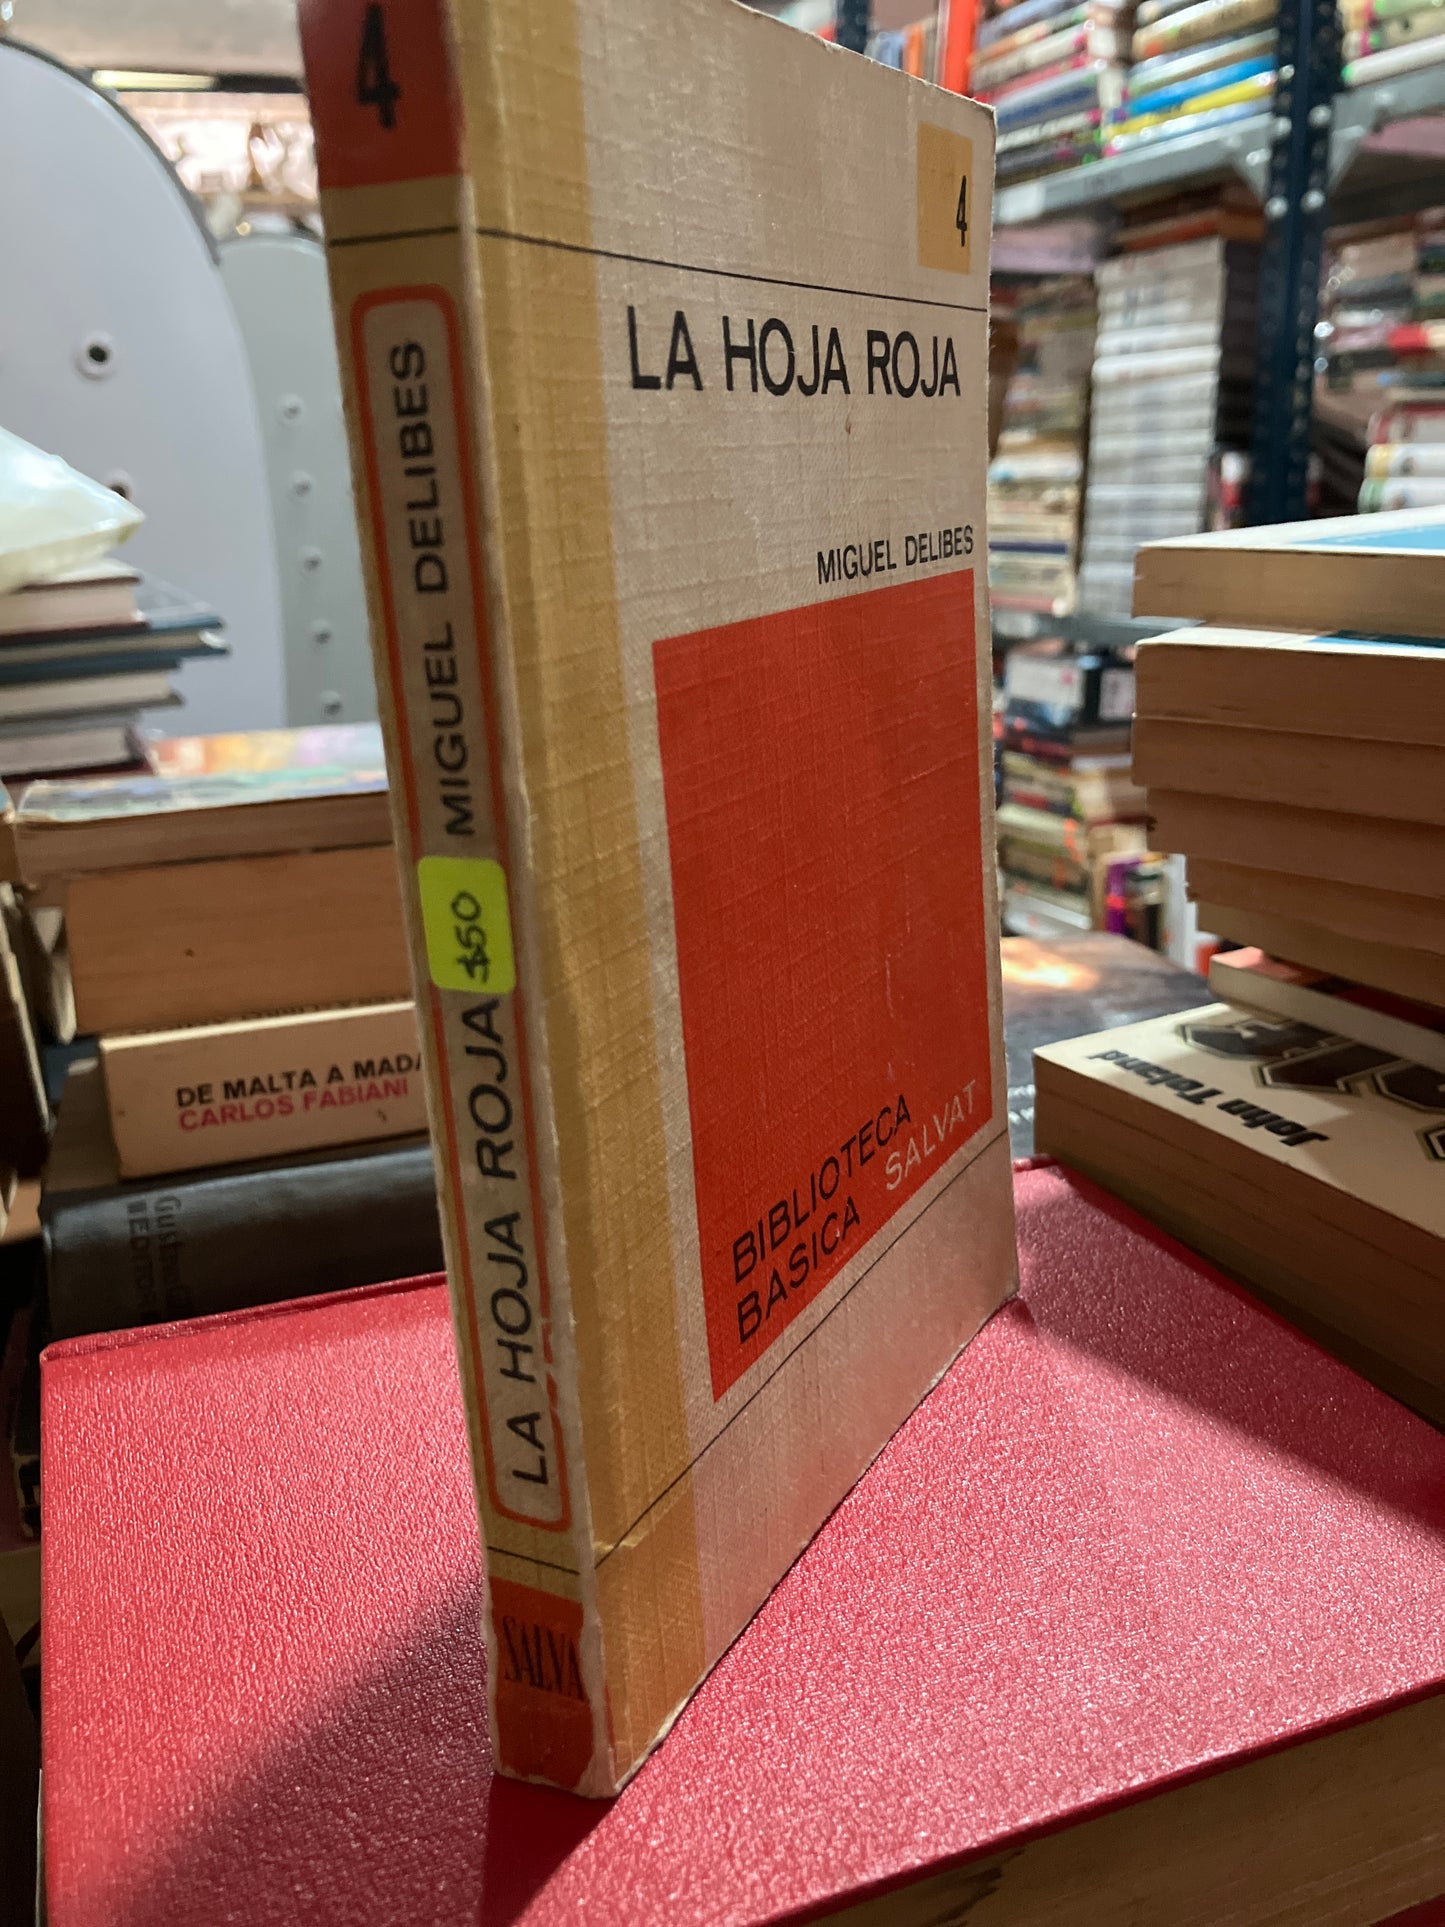 4
MIGUEL DELIBES
$50
LA HOJA ROJA
SALVA
4
LA HOJA ROJA
MIGUEL DELIBES
BIBLIOTECA
BASICA SALVAT
DE MALTA A MADA
CARLOS FABIANI
John Toland